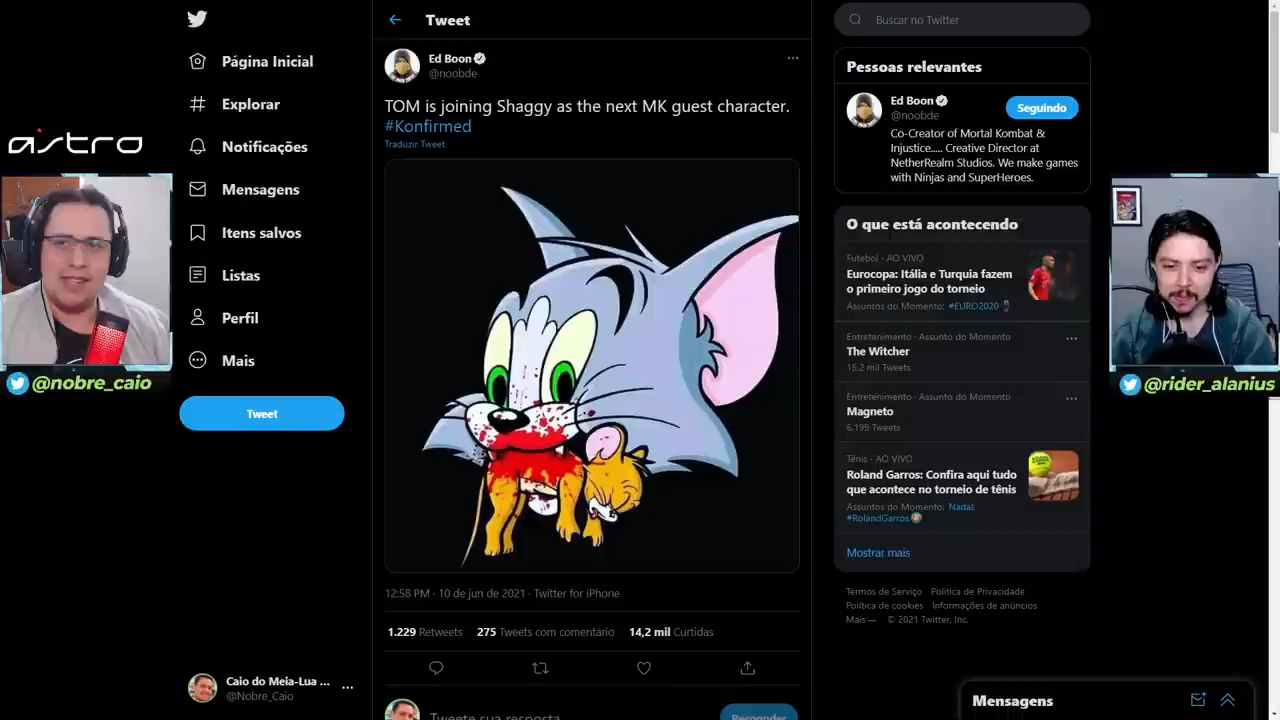 Tweet
Buscar no Twitter
Página Inicial
Explorar
Notificações
Mensagens
Itens salvos
Listas
Perfil
Mais
Tweet
Caio do Meia-Lua ...
@Nobre_Caio
astro
@nobre_caio
Ed Boon
@noobde
TOM is joining Shaggy as the next MK guest character.
#Konfirmed
Traduzir Tweet
12:58 PM · 10 de jun de 2021 · Twitter for iPhone
1.229 Retweets 275 Tweets com comentário 14,2 mil Curtidas
Tweete sua resposta
Responder
Pessoas relevantes
Ed Boon
@noobde
Seguindo
Co-Creator of Mortal Kombat &
Injustice..... Creative Director at
NetherRealm Studios. We make games
with Ninjas and SuperHeroes.
O que está acontecendo
Futebol · AO VIVO
Eurocopa: Itália e Turquia fazem
o primeiro jogo do torneio
Assuntos do Momento: #EURO2020
Entretenimento · Assunto do Momento
The Witcher
15,2 mil Tweets
Entretenimento · Assunto do Momento
Magneto
6.199 Tweets
Tênis · AO VIVO
Roland Garros: Confira aqui tudo
que acontece no torneio de tênis
Assuntos do Momento: Nadal,
#RolandGarros
Mostrar mais
Termos de Serviço Política de Privacidade
Política de cookies Informações de anúncios
Mais ··· © 2021 Twitter, Inc.
Mensagens
@rider_alanius